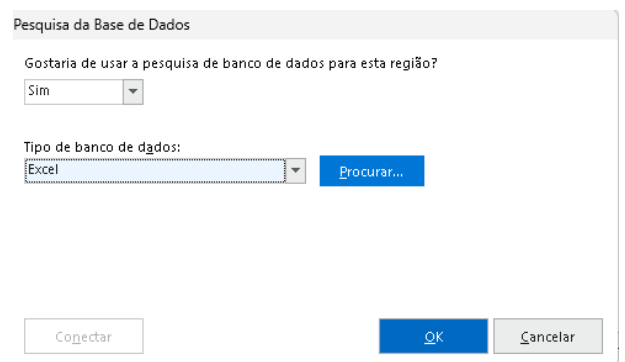 Pesquisa da Base de Dados
Gostaria de usar a pesquisa de banco de dados para esta região?
Sim
Tipo de banco de dados:
Excel
Procurar...
Conectar
OK
Cancelar